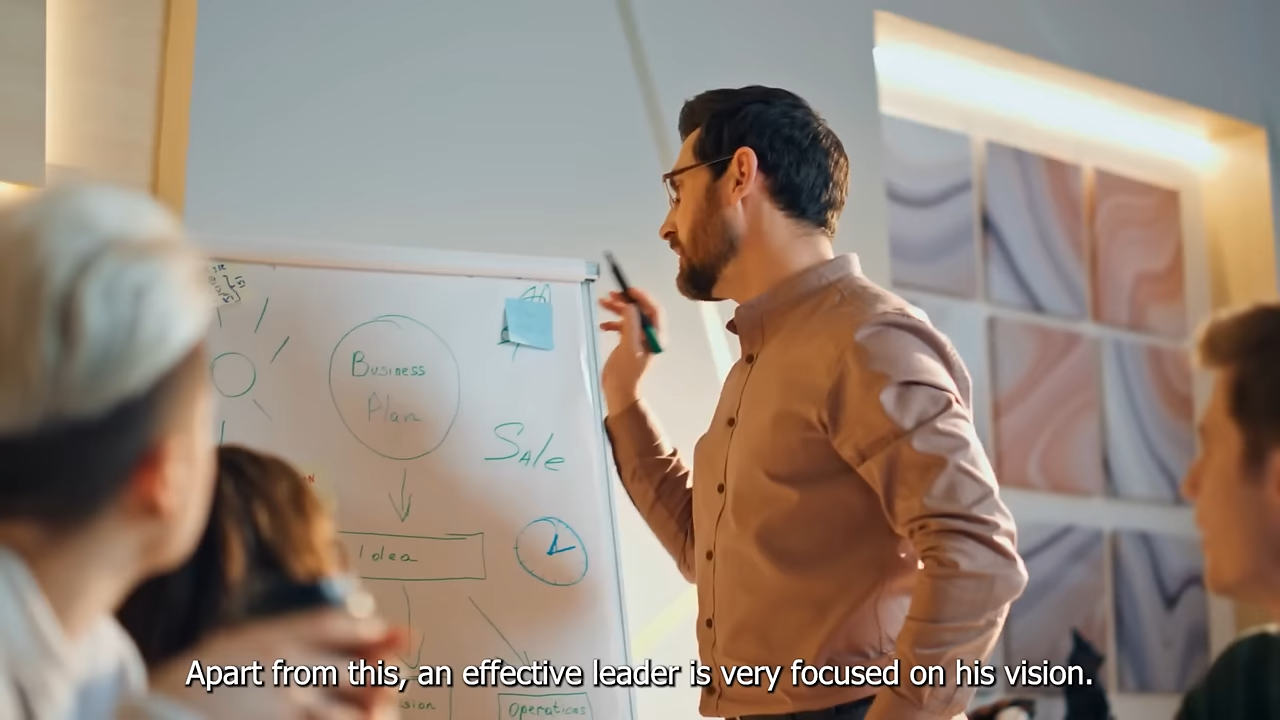 Business
Plan
Sale
Idea
Operations
Apart from this, an effective leader is very focused on his vision.